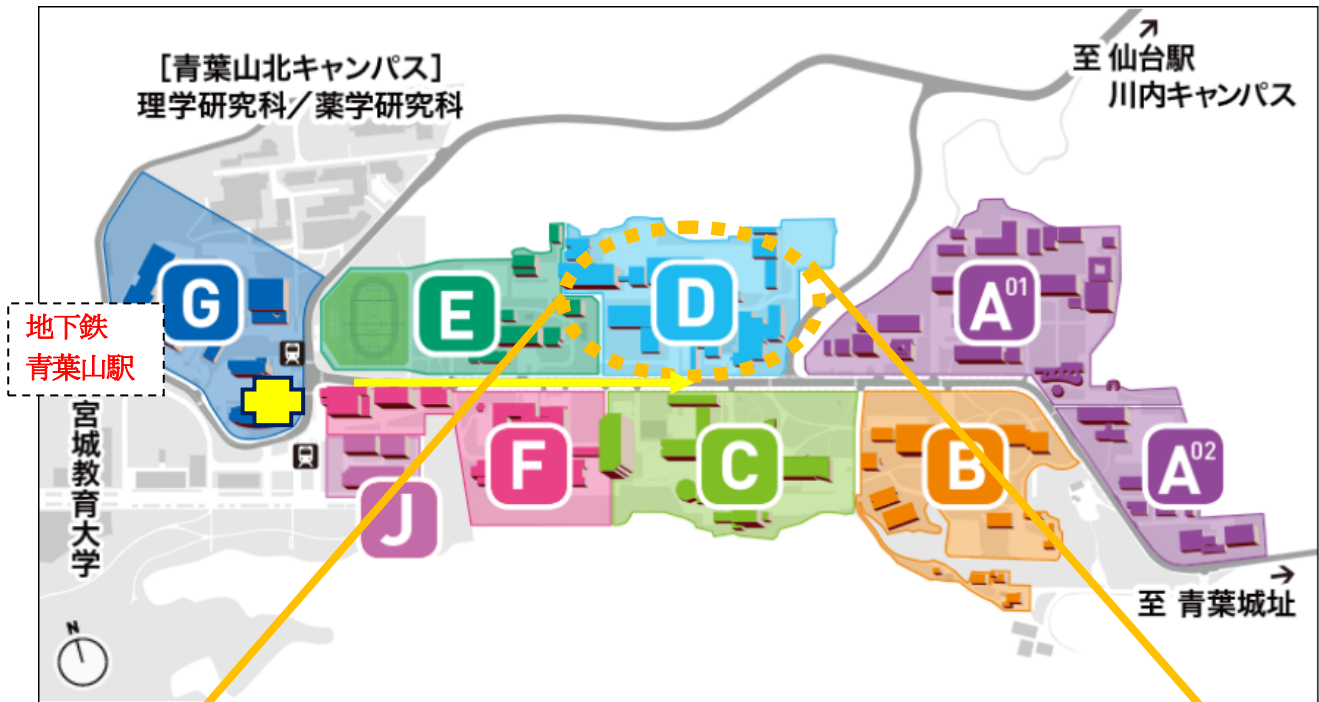 [青葉山北キャンパス]
理学研究科／薬学研究科
至 仙台駅
川内キャンパス
G
E
D
A01
地下鉄
青葉山駅
宮城教育大学
J
F
C
B
A02
至 青葉城址
N